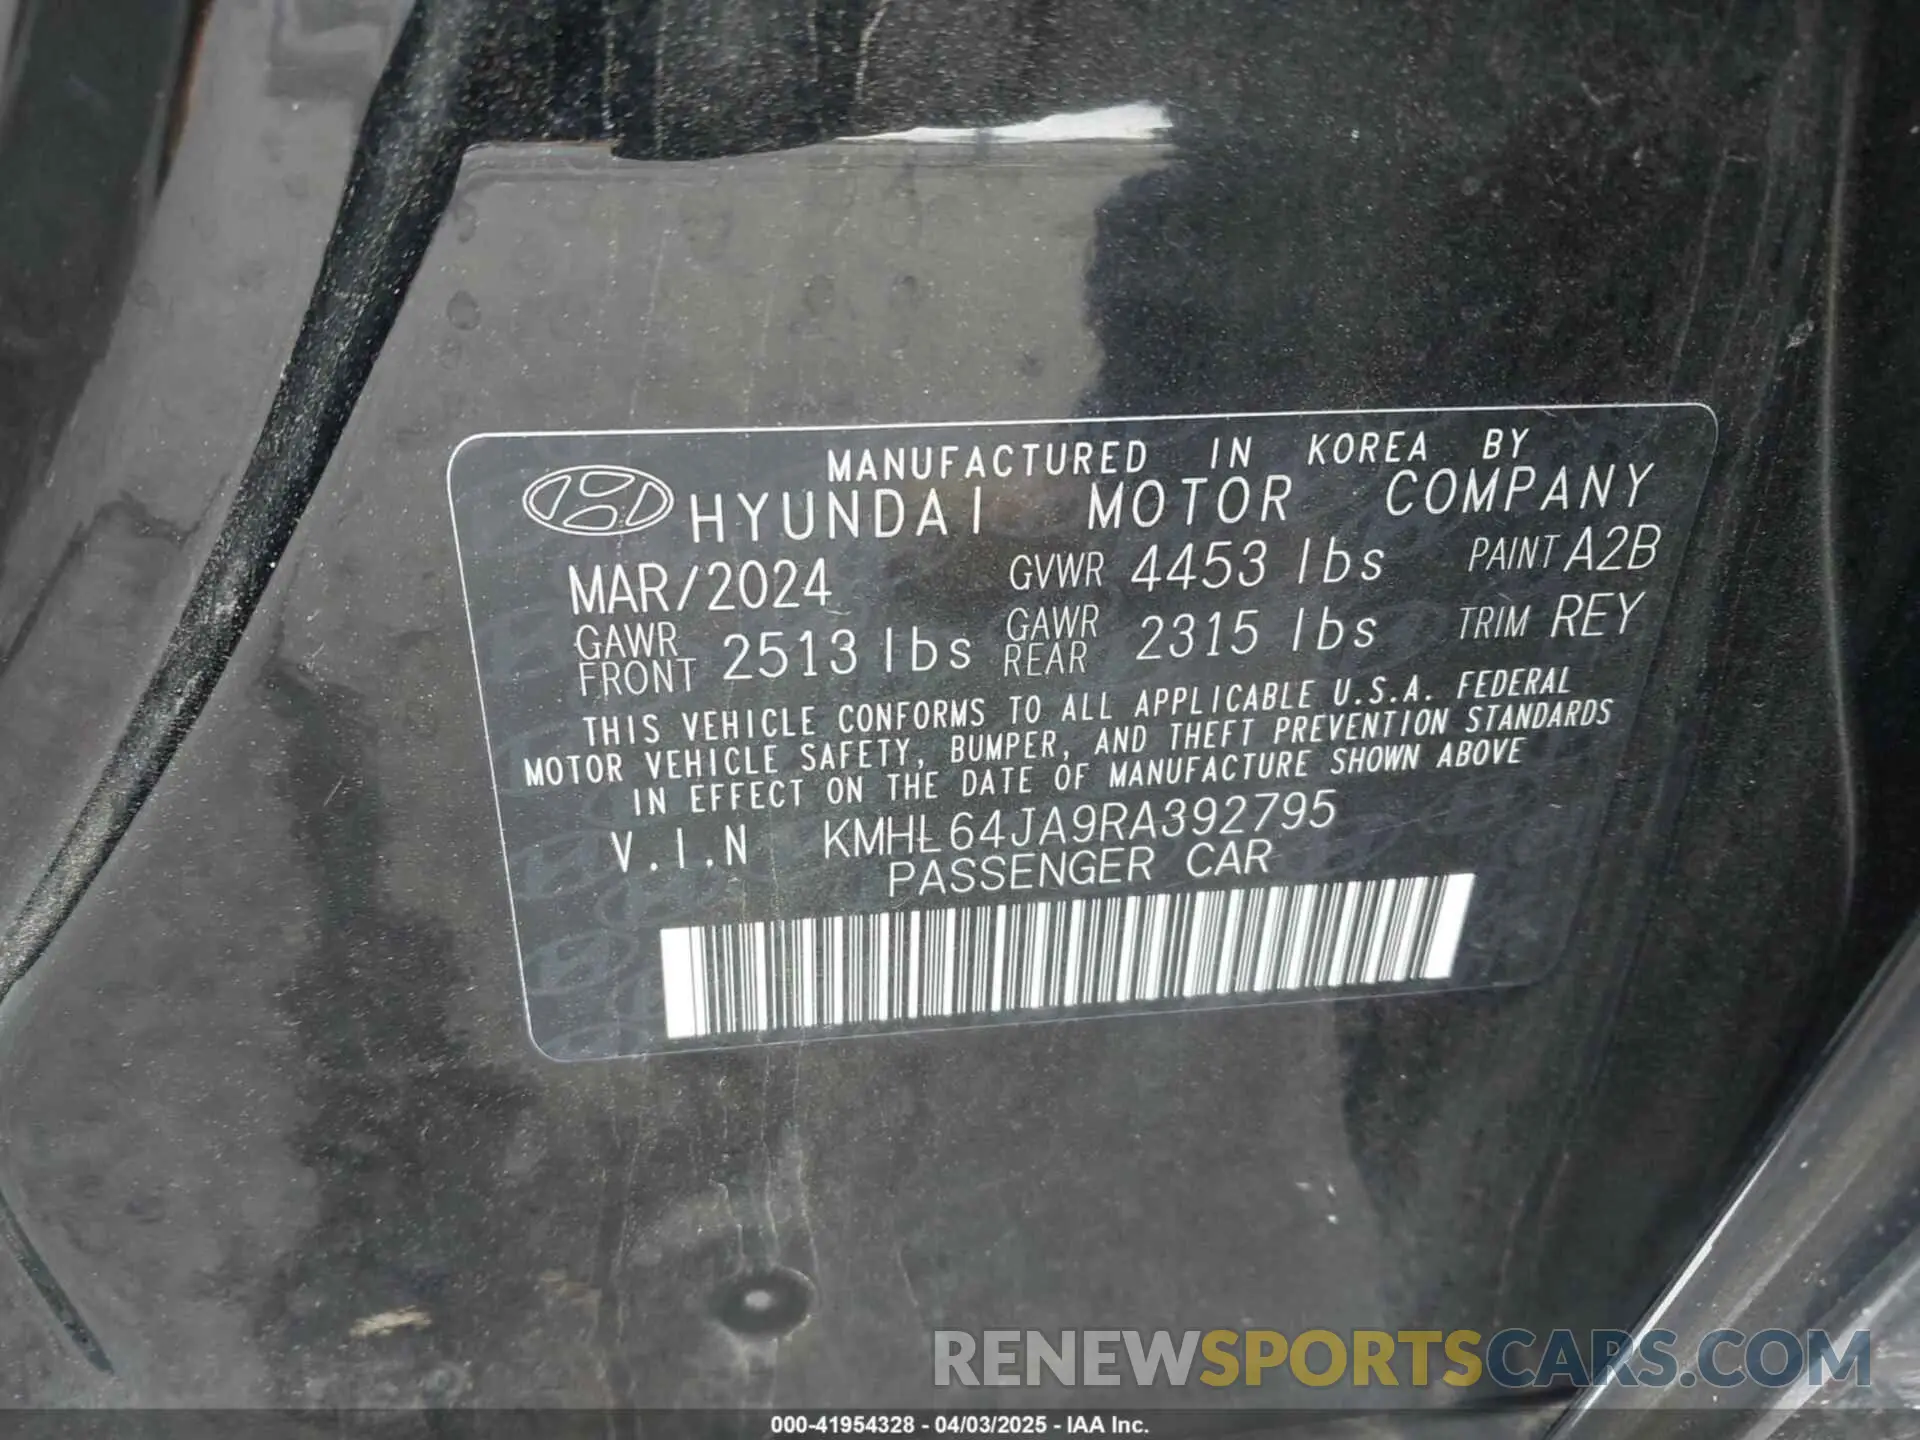 MANUFACTURED IN KOREA BY
HYUNDAI MOTOR COMPANY
MAR/2024 GVWR 4453 lbs PAINT A2B
GAWR FRONT 2513 lbs GAWR REAR 2315 lbs TRIM REY
THIS VEHICLE CONFORMS TO ALL APPLICABLE U.S.A. FEDERAL
MOTOR VEHICLE SAFETY, BUMPER, AND THEFT PREVENTION STANDARDS
IN EFFECT ON THE DATE OF MANUFACTURE SHOWN ABOVE
V.I.N KMHL64JA9RA392795
PASSENGER CAR
RENEWSPORTSCARS.COM
000-41954328 - 04/03/2025 - IAA Inc.